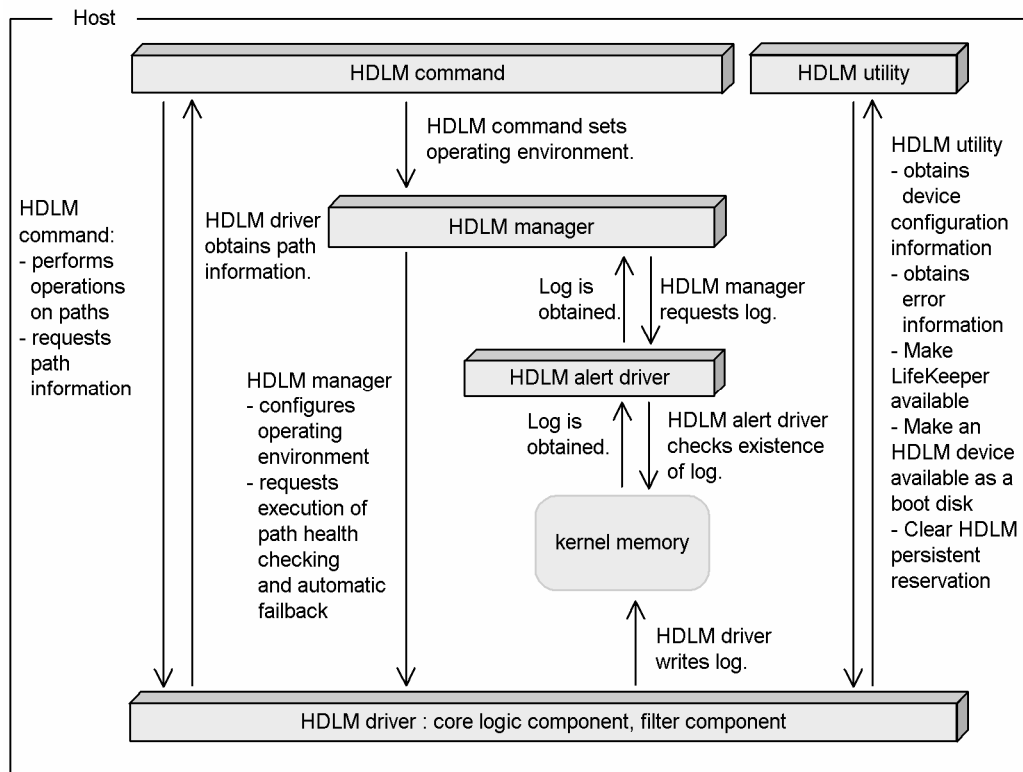 Host
HDLM command
HDLM utility
HDLM command sets
operating environment.
HDLM
command:
- performs
operations
on paths
- requests
path
information
HDLM driver
obtains path
information.
HDLM manager
Log is
obtained.
HDLM manager
requests log.
HDLM utility
- obtains
device
configuration
information
- obtains
error
information
- Make
LifeKeeper
available
- Make an
HDLM device
available as a
boot disk
- Clear HDLM
persistent
reservation
HDLM manager
- configures
operating
environment
- requests
execution of
path health
checking
and automatic
failback
HDLM alert driver
Log is
obtained.
HDLM alert driver
checks existence
of log.
kernel memory
HDLM driver
writes log.
HDLM driver : core logic component, filter component